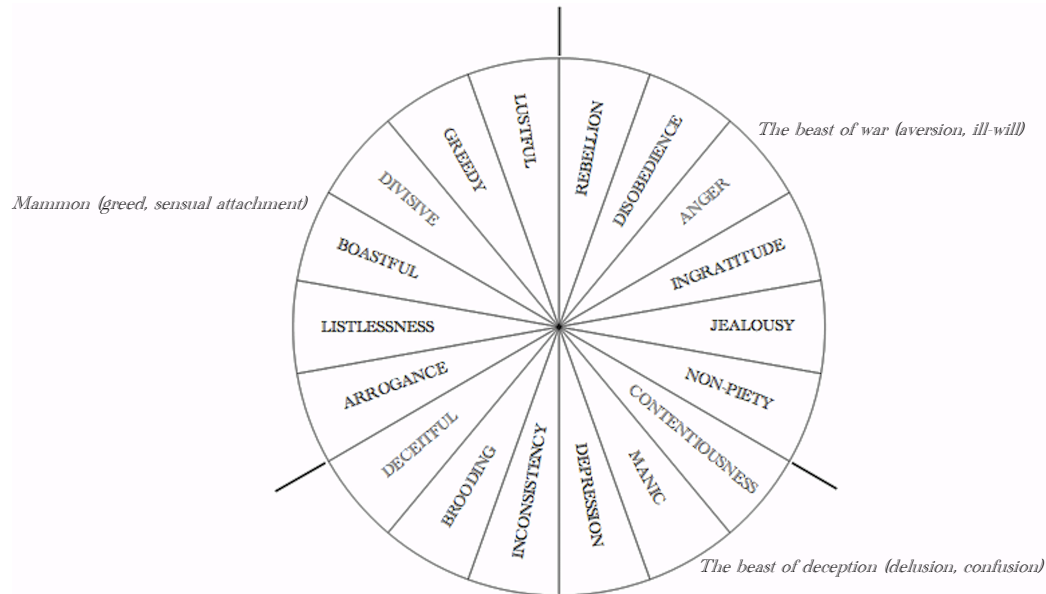 The beast of war (aversion, ill-will)
Mammon (greed, sensual attachment)
The beast of deception (delusion, confusion)
REBELLION
DISOBEDIENCE
ANGER
INGRATITUDE
JEALOUSY
NON-PIETY
CONTENTIOUSNESS
MANIC
DEPRESSION
INCONSISTENCY
BROODING
DECEITFUL
ARROGANCE
LISTLESSNESS
BOASTFUL
DIVISIVE
GREEDY
LUSTFUL